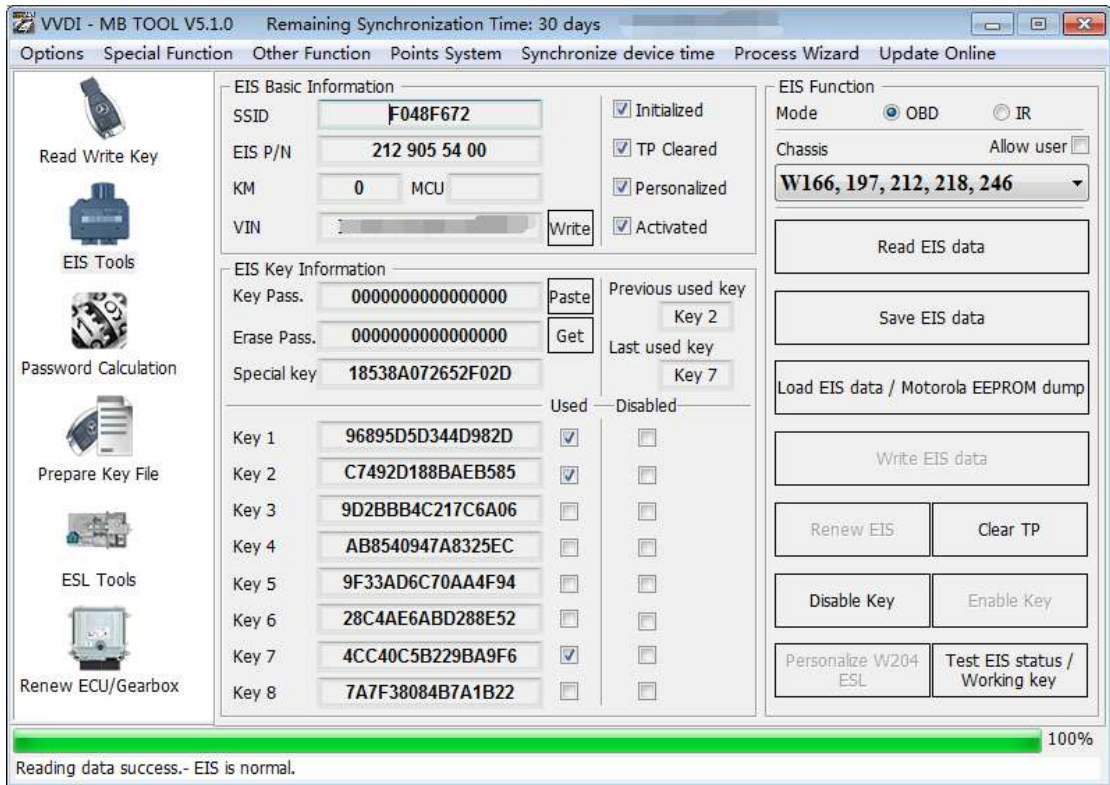 VVDI - MB TOOL V5.1.0 Remaining Synchronization Time: 30 days
Options Special Function Other Function Points System Synchronize device time Process Wizard Update Online
Read Write Key
EIS Tools
Password Calculation
Prepare Key File
ESL Tools
Renew ECU/Gearbox
EIS Basic Information
SSID F048F672 Initialized
EIS P/N 212 905 54 00 TP Cleared
KM 0 MCU Personalized
VIN Write Activated
EIS Key Information
Key Pass. 0000000000000000 Paste
Erase Pass. 0000000000000000 Get
Special key 18538A072652F02D
Previous used key
Key 2
Last used key
Key 7
Used Disabled
Key 1 96895D5D344D982D
Key 2 C7492D188BAEB585
Key 3 9D2BBB4C217C6A06
Key 4 AB8540947A8325EC
Key 5 9F33AD6C70AA4F94
Key 6 28C4AE6ABD288E52
Key 7 4CC40C5B229BA9F6
Key 8 7A7F38084B7A1B22
EIS Function
Mode OBD IR
Chassis Allow user
W166, 197, 212, 218, 246
Read EIS data
Save EIS data
Load EIS data / Motorola EEPROM dump
Write EIS data
Renew EIS Clear TP
Disable Key Enable Key
Personalize W204
ESL
Test EIS status /
Working key
100%
Reading data success.- EIS is normal.